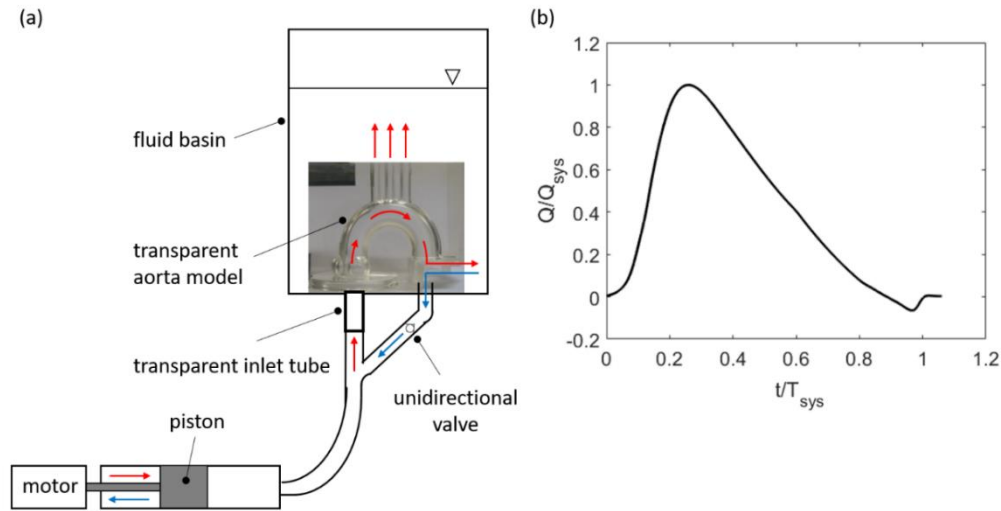 (a)
fluid basin
transparent
aorta model
transparent inlet tube
unidirectional
valve
piston
motor
(b)
1.2
1
0.8
0.6
0.4
0.2
0
-0.2
Q/Q_sys
0 0.2 0.4 0.6 0.8 1 1.2
t/T_sys